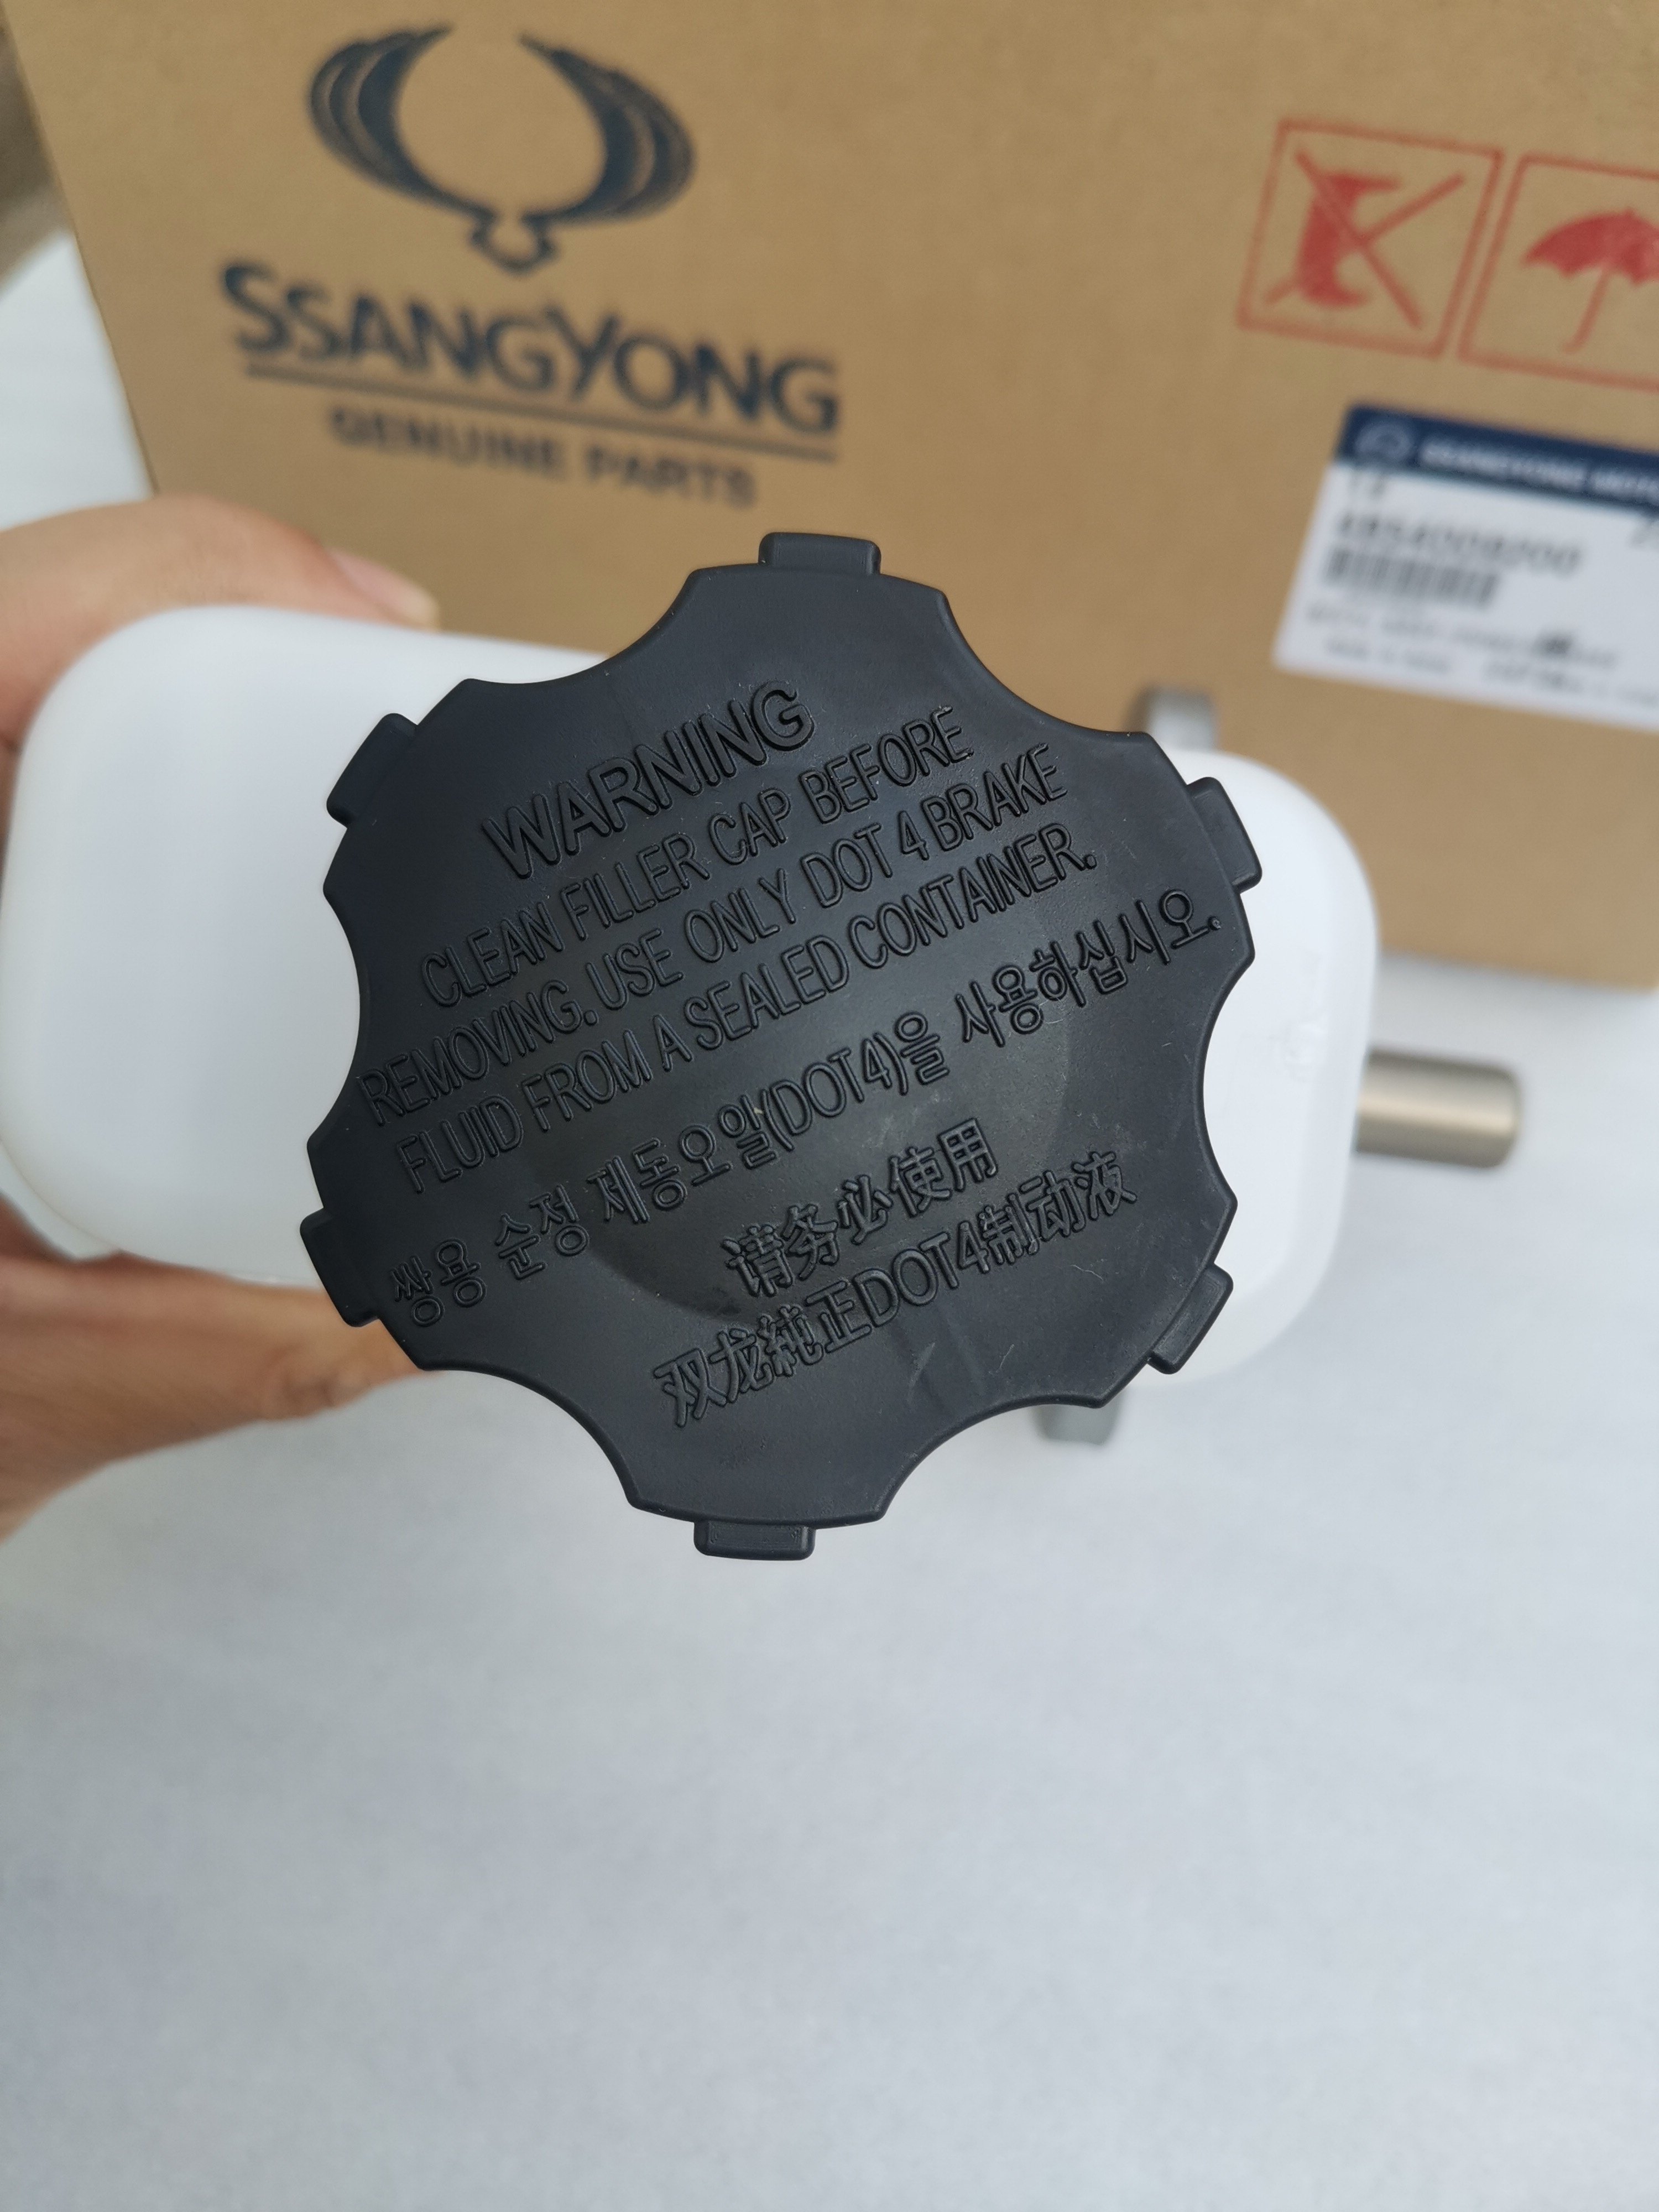 SSANGYONG
GENUINE PARTS
WARNING
CLEAN FILLER CAP BEFORE
REMOVING. USE ONLY DOT 4 BRAKE
FLUID FROM A SEALED CONTAINER.
쌍용 순정 제동오일(DOT4)을 사용하십시오.
请务必使用
双龙純正DOT4制动液